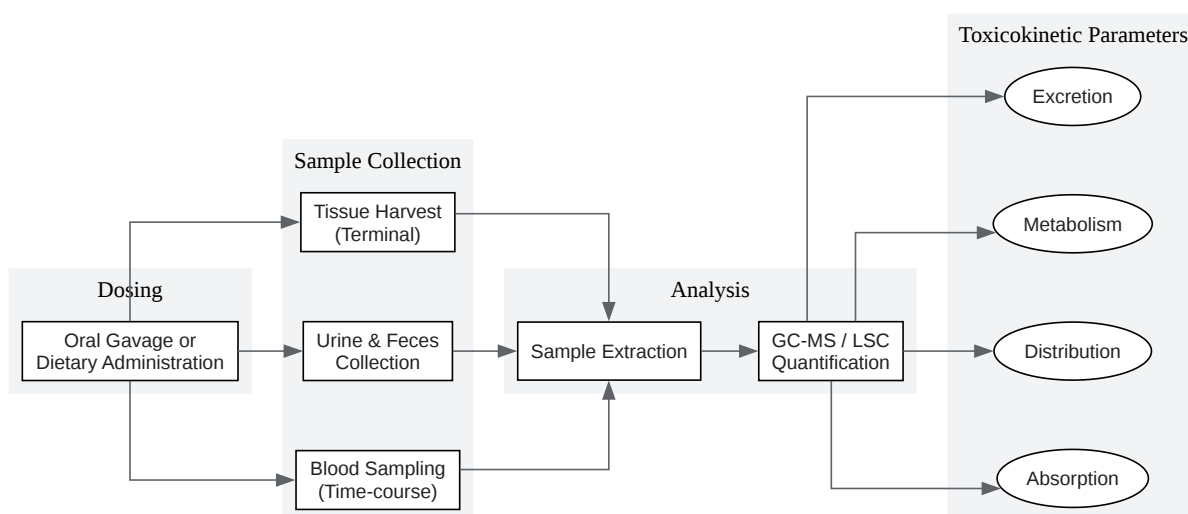 Toxicokinetic Parameters
Excretion
Sample Collection
Tissue Harvest
(Terminal)
Metabolism
Dosing
Analysis
Oral Gavage or
Dietary Administration
Urine & Feces
Collection
Sample Extraction
GC-MS / LSC
Quantification
Distribution
Blood Sampling
(Time-course)
Absorption